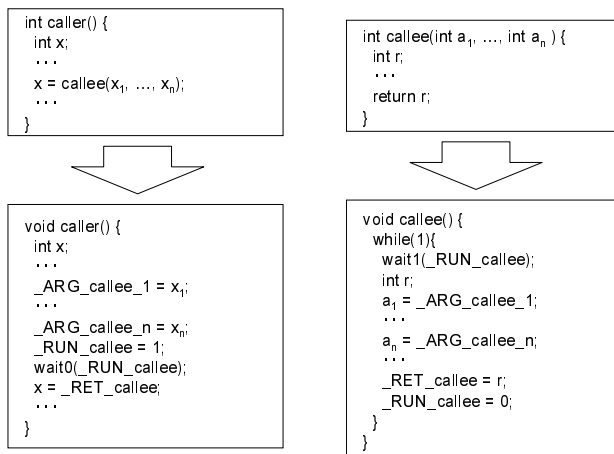 int caller() {
int x;
...
x = callee(x₁, ..., xₙ);
...
}
int callee(int a₁, ..., int aₙ ) {
int r;
...
return r;
}
void caller() {
int x;
...
_ARG_callee_1 = x₁;
...
_ARG_callee_n = xₙ;
_RUN_callee = 1;
wait0(_RUN_callee);
x = _RET_callee;
...
}
void callee() {
while(1){
wait1(_RUN_callee);
int r;
a₁ = _ARG_callee_1;
...
aₙ = _ARG_callee_n;
...
_RET_callee = r;
_RUN_callee = 0;
}
}